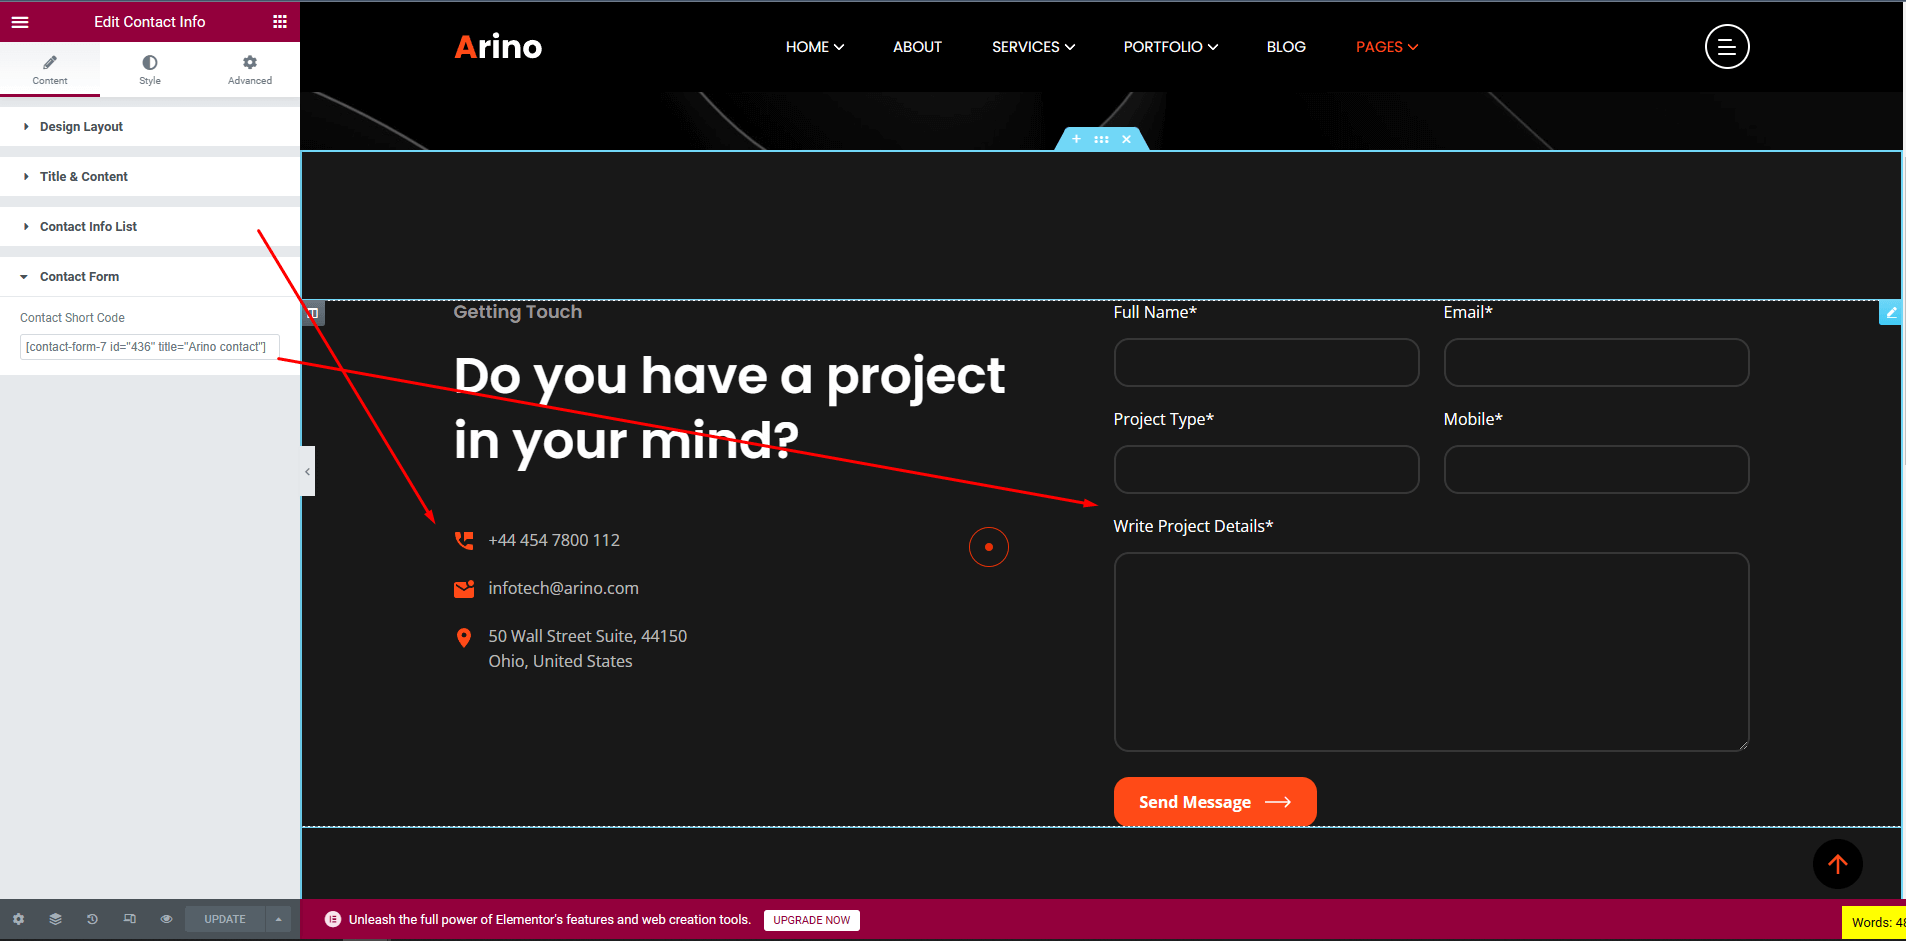 Edit Contact Info
Content
Style
Advanced
Design Layout
Title & Content
Contact Info List
Contact Form
Contact Short Code
[contact-form-7 id="436" title="Arino contact"]
UPDATE
Arino
HOME
ABOUT
SERVICES
PORTFOLIO
BLOG
PAGES
Getting Touch
Do you have a project
in your mind?
+44 454 7800 112
infotech@arino.com
50 Wall Street Suite, 44150
Ohio, United States
Full Name*
Email*
Project Type*
Mobile*
Write Project Details*
Send Message
Unleash the full power of Elementor's features and web creation tools.
UPGRADE NOW
Words: 48